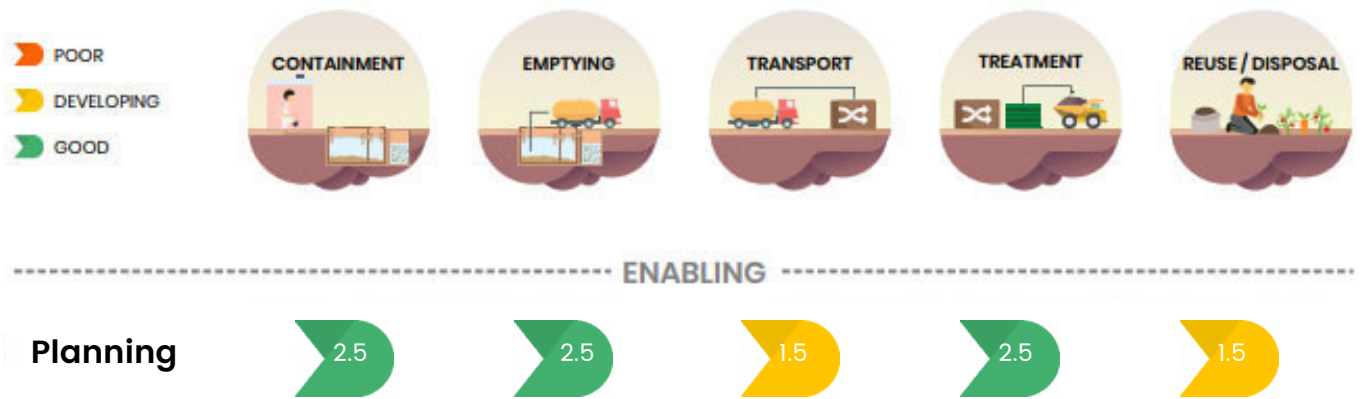 POOR
DEVELOPING
GOOD
CONTAINMENT
EMPTYING
TRANSPORT
TREATMENT
REUSE / DISPOSAL
ENABLING
Planning
2.5
2.5
1.5
2.5
1.5